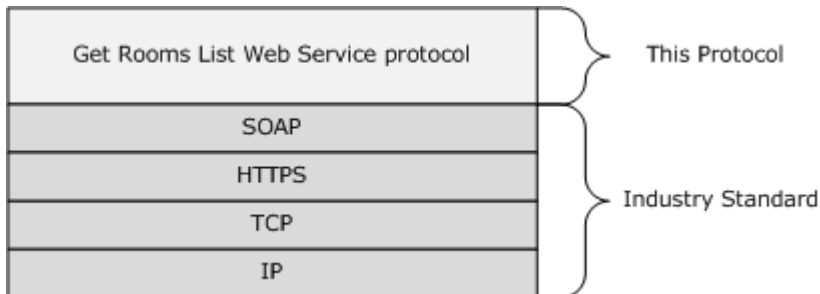 Get Rooms List Web Service protocol
This Protocol
SOAP
HTTPS
TCP
IP
Industry Standard